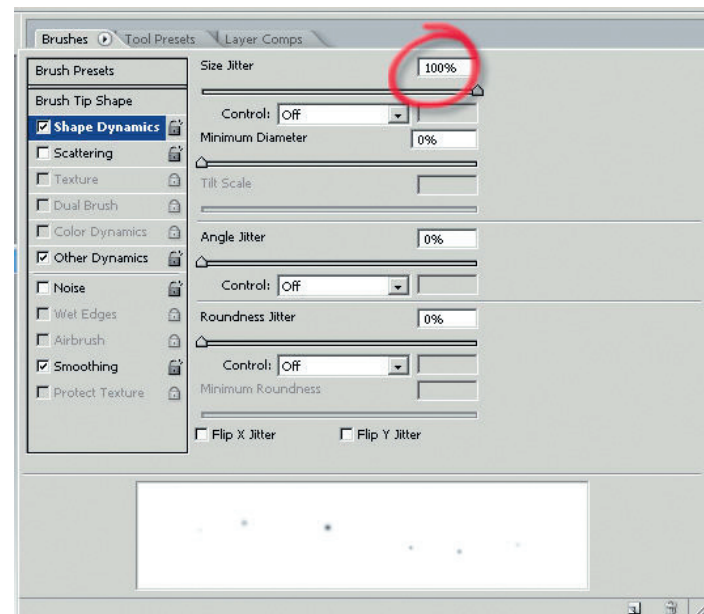 Brushes Tool Presets Layer Comps
Brush Presets
Brush Tip Shape
Shape Dynamics
Scattering
Texture
Dual Brush
Color Dynamics
Other Dynamics
Noise
Wet Edges
Airbrush
Smoothing
Protect Texture
Size Jitter 100%
Control: Off
Minimum Diameter 0%
Tilt Scale
Angle Jitter 0%
Control: Off
Roundness Jitter 0%
Control: Off
Minimum Roundness
Flip X Jitter Flip Y Jitter